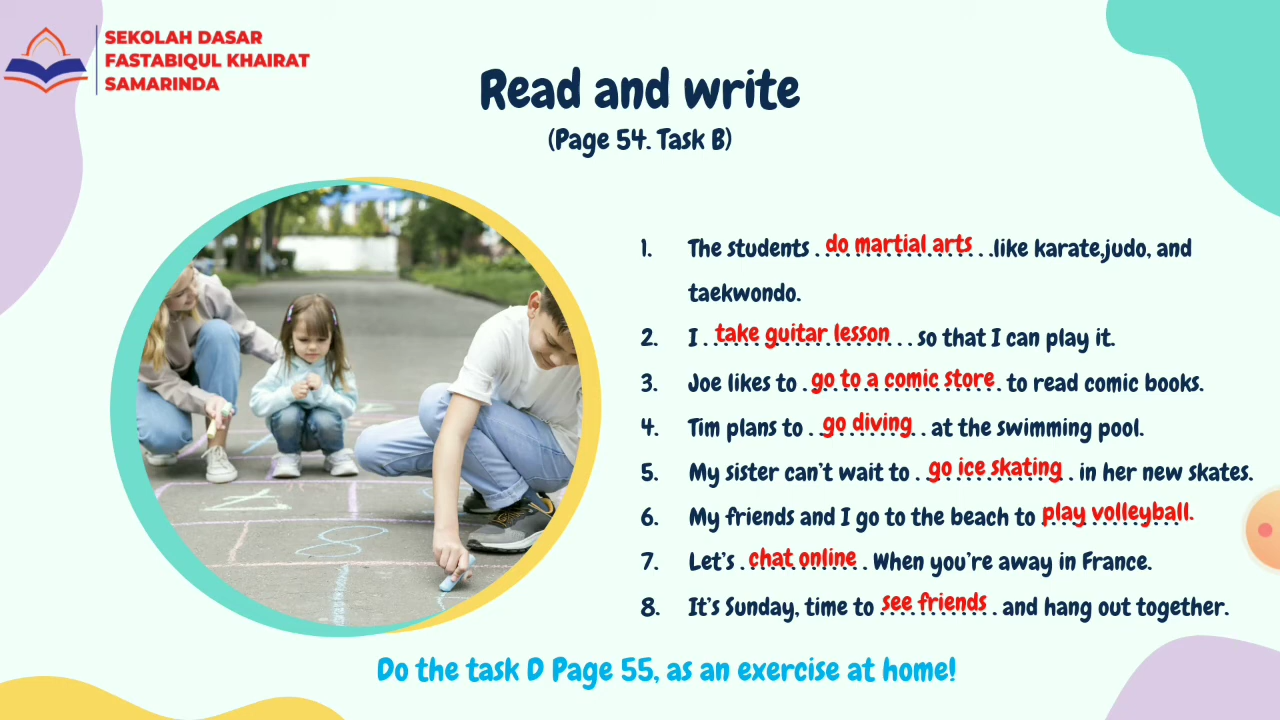 SEKOLAH DASAR
FASTABIQUL KHAIRAT
SAMARINDA
Read and write
(Page 54. Task B)
1. The students . do martial arts . .like karate,judo, and
taekwondo.
2. I . take guitar lesson . . so that I can play it.
3. Joe likes to . go to a comic store . to read comic books.
4. Tim plans to . . go diving . . at the swimming pool.
5. My sister can't wait to . . go ice skating . in her new skates.
6. My friends and I go to the beach to play volleyball.
7. Let's . chat online . When you're away in France.
8. It's Sunday, time to see friends . and hang out together.
Do the task D Page 55, as an exercise at home!